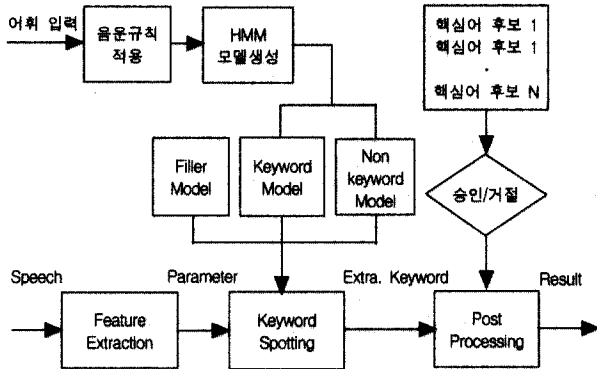 어휘 입력
음운규칙
적용
HMM
모델생성
핵심어 후보 1
핵심어 후보 1
.
핵심어 후보 N
Filler
Model
Keyword
Model
Non
keyword
Model
승인/거절
Speech
Parameter
Extra. Keyword
Result
Feature
Extraction
Keyword
Spotting
Post
Processing